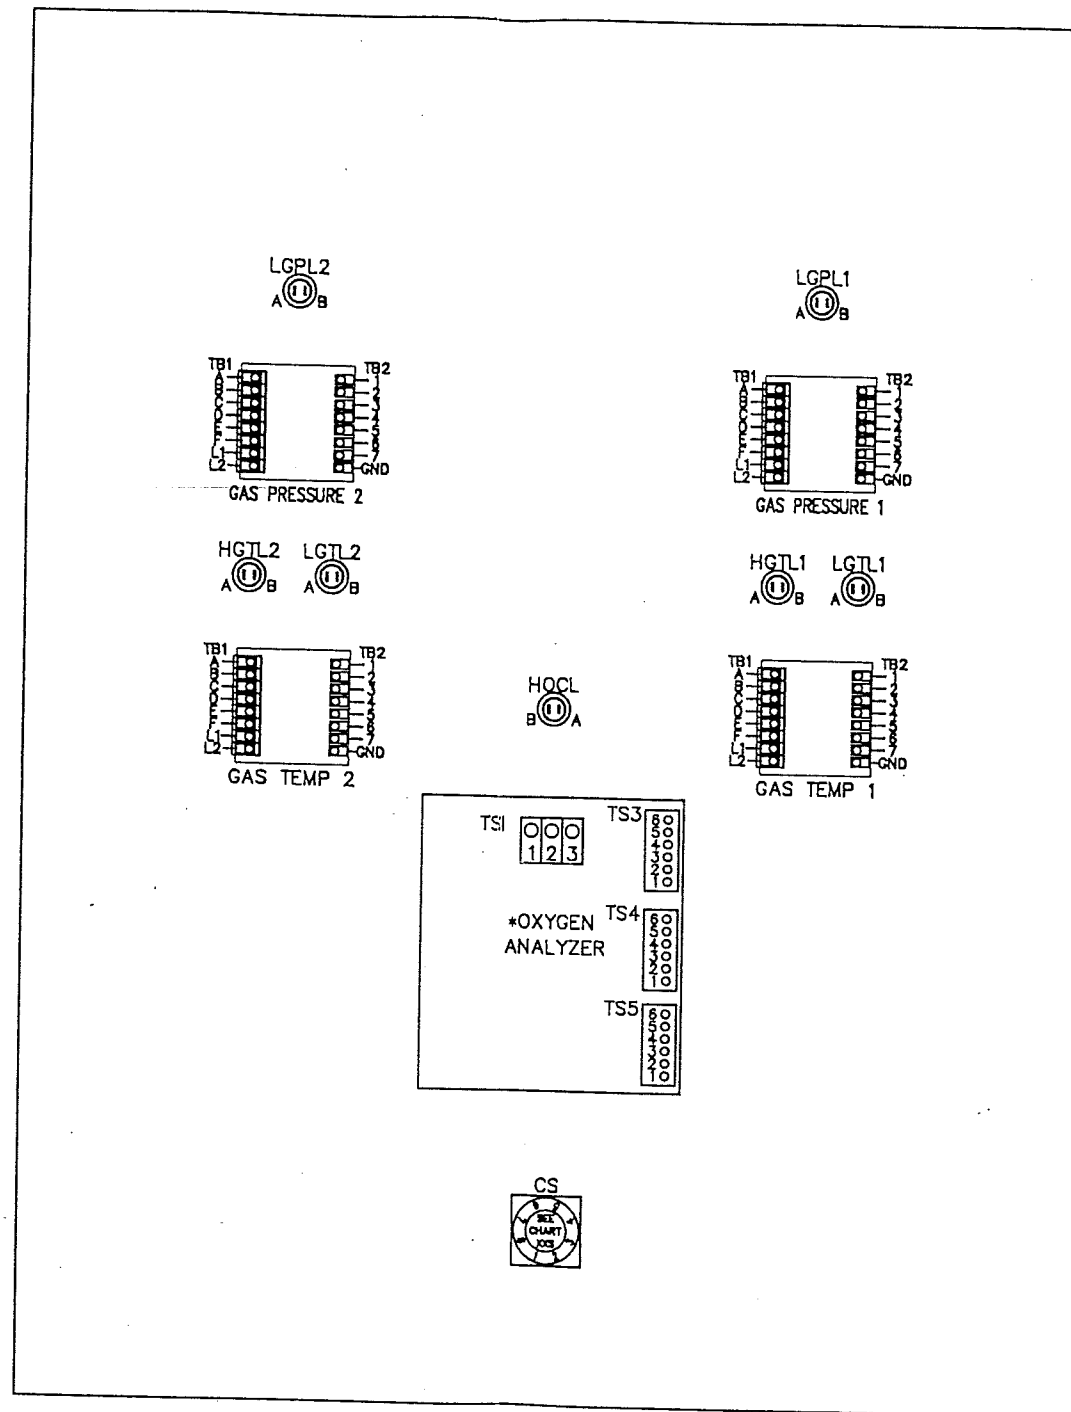 LGPL2
A B
LGPL1
A B
TB1 TB2
A 1
B 2
C 3
D 4
E 5
F 6
L1 7
L2 GND
GAS PRESSURE 2
TB1 TB2
A 1
B 2
C 3
D 4
E 5
F 6
L1 7
L2 GND
GAS PRESSURE 1
HGTL2 LGTL2
A B A B
HGTL1 LGTL1
A B A B
TB1 TB2
A 1
B 2
C 3
D 4
E 5
F 6
L1 7
L2 GND
GAS TEMP 2
TB1 TB2
A 1
B 2
C 3
D 4
E 5
F 6
L1 7
L2 GND
GAS TEMP 1
HOCL
B A
TS1
1 2 3
TS3
6
5
4
3
2
1
*OXYGEN
ANALYZER
TS4
6
5
4
3
2
1
TS5
6
5
4
3
2
1
CS
SEE
CHART